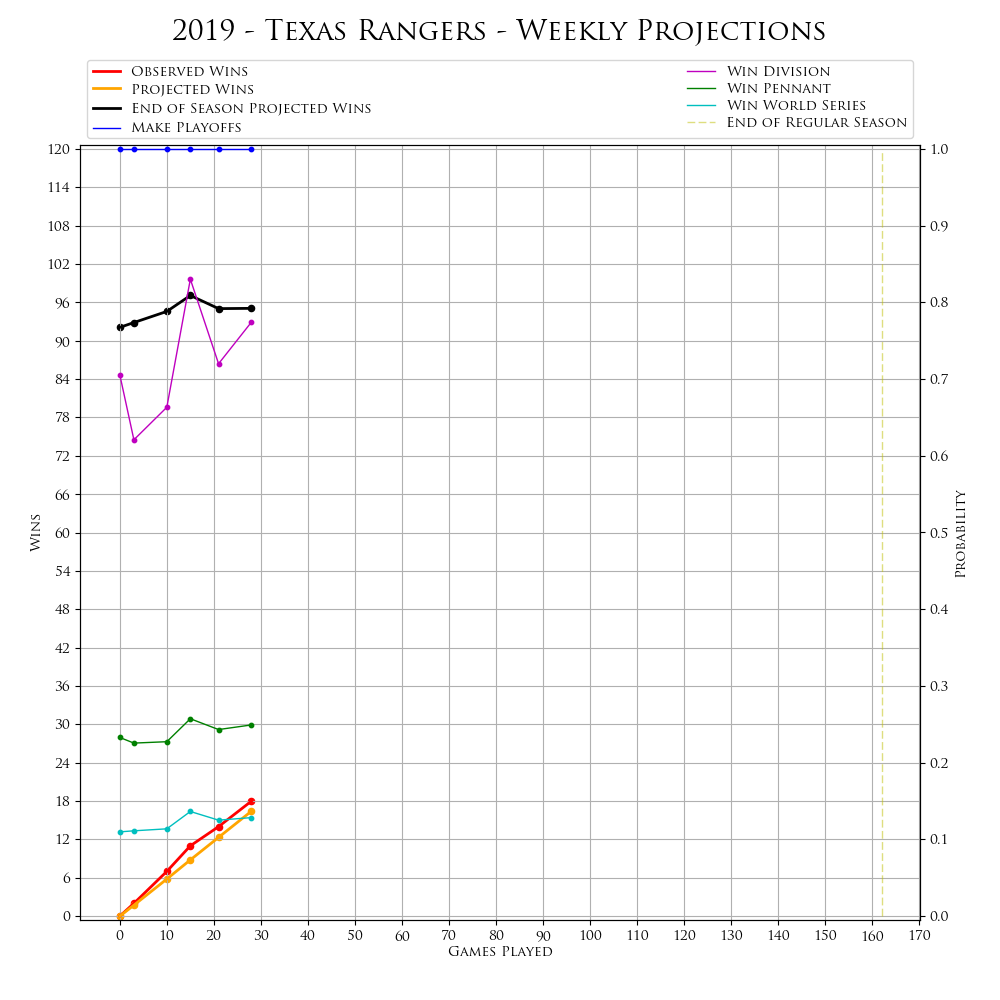 2019 - Texas Rangers - Weekly Projections
Observed Wins
Projected Wins
End of Season Projected Wins
Make Playoffs
Win Division
Win Pennant
Win World Series
End of Regular Season
120
114
108
102
96
90
84
78
72
66
60
54
48
42
36
30
24
18
12
6
0
Wins
1.0
0.9
0.8
0.7
0.6
0.5
0.4
0.3
0.2
0.1
0.0
Probability
0 10 20 30 40 50 60 70 80 90 100 110 120 130 140 150 160 170
Games Played